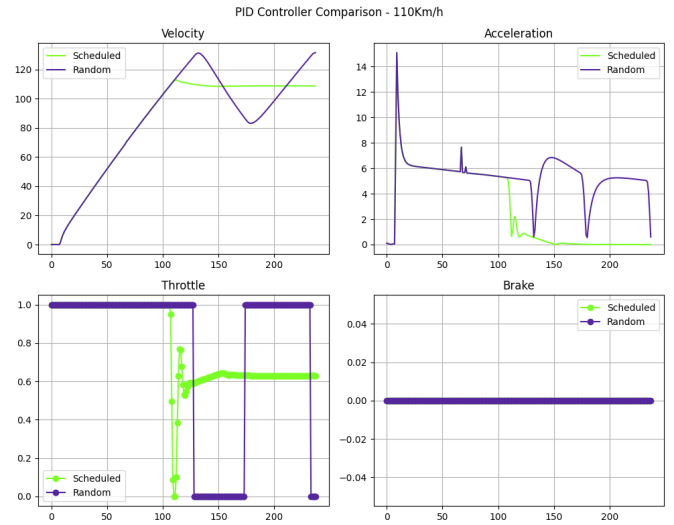 PID Controller Comparison - 110Km/h
Velocity
Scheduled
Random
120
100
80
60
40
20
0
0 50 100 150 200
Acceleration
Scheduled
Random
14
12
10
8
6
4
2
0
0 50 100 150 200
Throttle
1.0
0.8
0.6
0.4
0.2
0.0
Scheduled
Random
0 50 100 150 200
Brake
Scheduled
Random
0.04
0.02
0.00
−0.02
−0.04
0 50 100 150 200